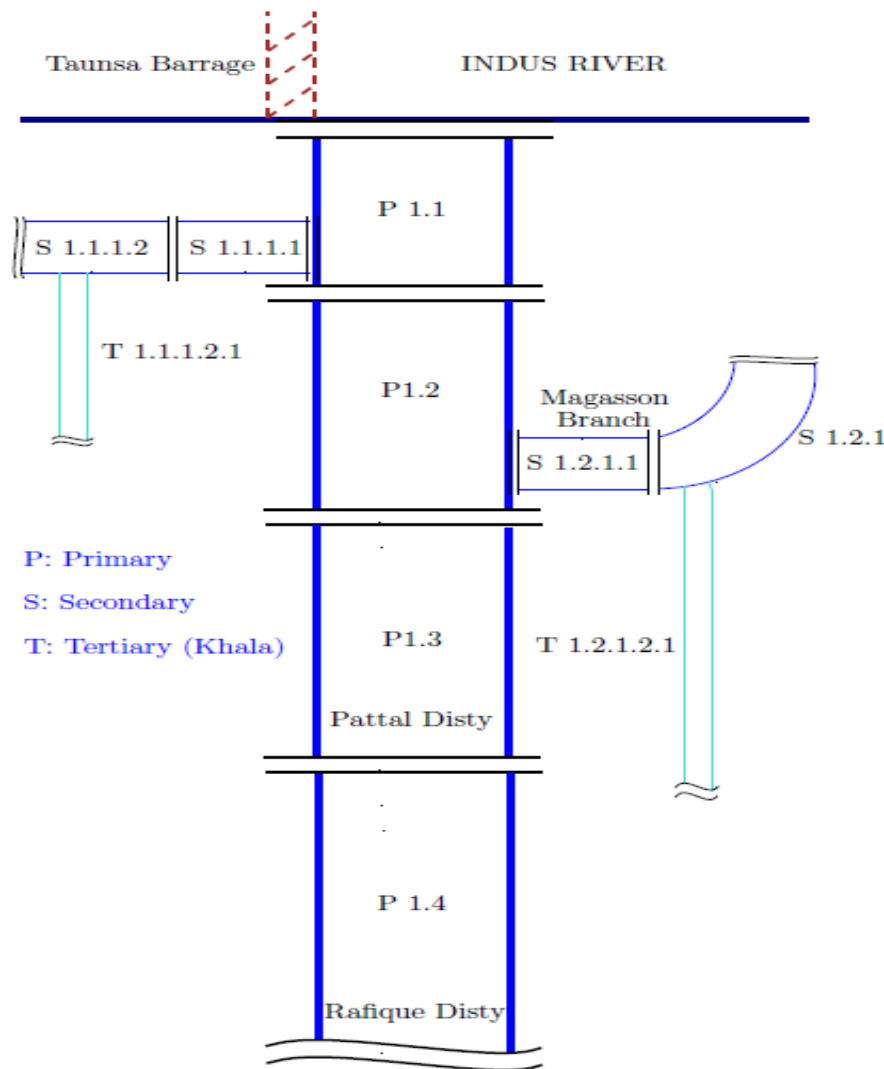 Taunsa Barrage
INDUS RIVER
P 1.1
S 1.1.1.2
S 1.1.1.1
T 1.1.1.2.1
P1.2
Magasson
Branch
S 1.2.1.1
S 1.2.1
P: Primary
S: Secondary
T: Tertiary (Khala)
P1.3
T 1.2.1.2.1
Pattal Disty
P 1.4
Rafique Disty